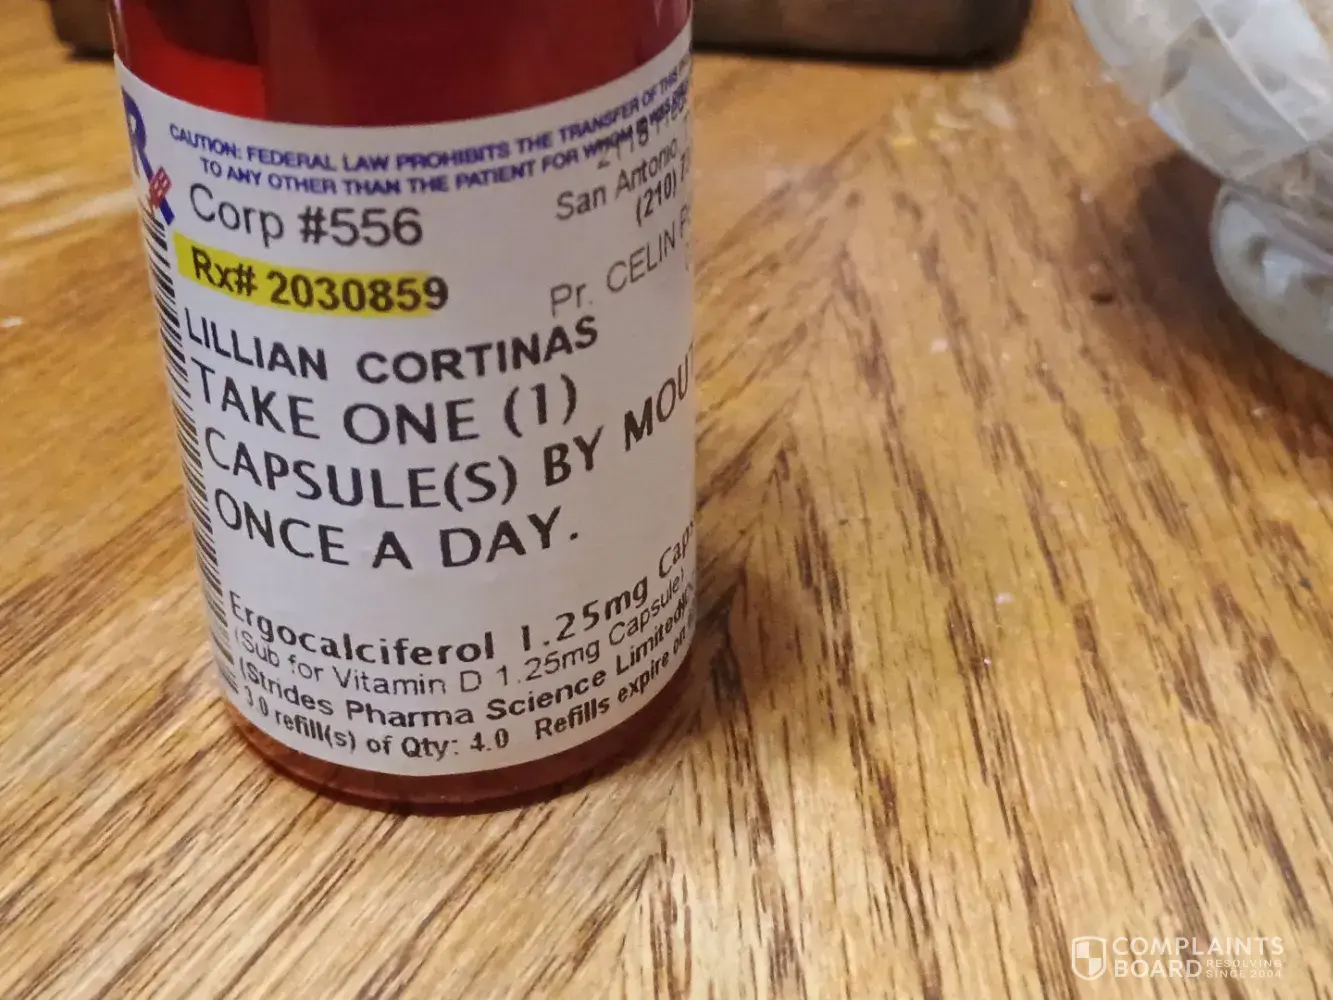 Rx
CAUTION: FEDERAL LAW PROHIBITS THE TRANSFER OF THIS
TO ANY OTHER THAN THE PATIENT FOR WHOM
San Antonio
Corp #556
(210) 7
Rx# 2030859
Pr. CELIN
LILLIAN CORTINAS
TAKE ONE (1)
CAPSULE(S) BY MOU
ONCE A DAY.
Ergocalciferol 1.25mg Caps
(Sub for Vitamin D 1.25mg Capsule)
(Strides Pharma Science Limited
3.0 refill(s) of Qty: 4.0 Refills expire on
COMPLAINTS
BOARD RESOLVING
SINCE 2004